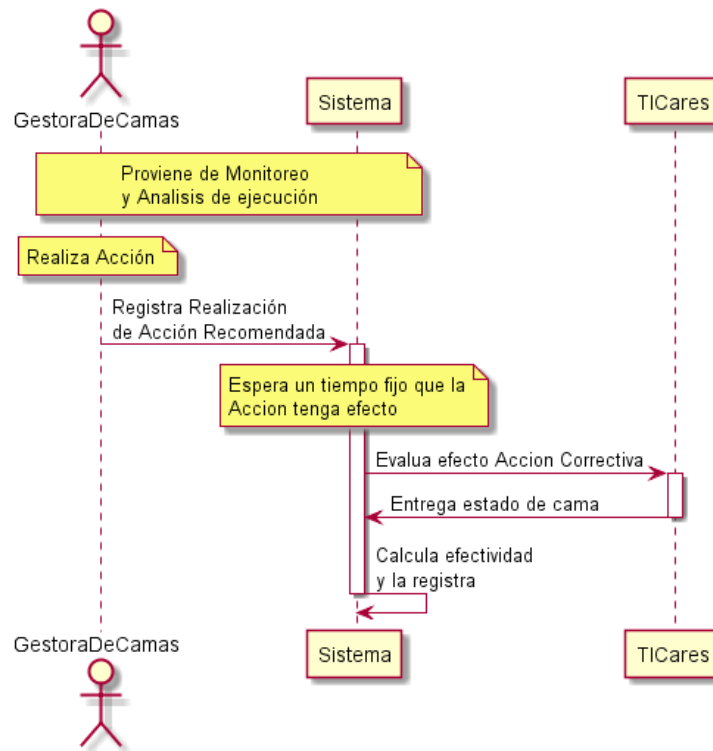 GestoraDeCamas
Sistema
TICares
Proviene de Monitoreo
y Analisis de ejecución
Realiza Acción
Registra Realización
de Acción Recomendada
Espera un tiempo fijo que la
Accion tenga efecto
Evalua efecto Accion Correctiva
Entrega estado de cama
Calcula efectividad
y la registra
GestoraDeCamas
Sistema
TICares